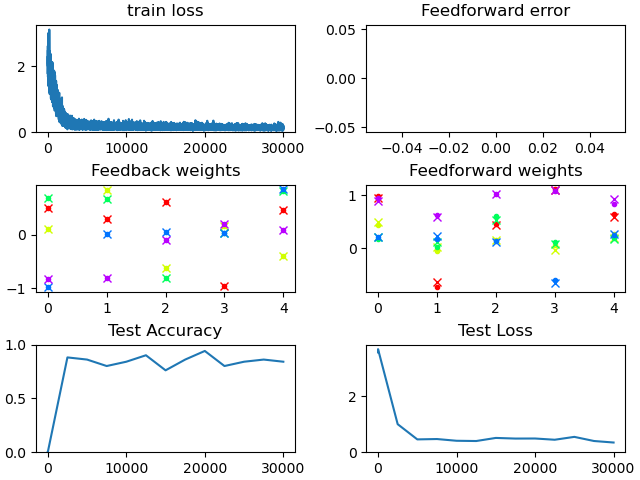 train loss
Feedforward error
2
0
0 10000 20000 30000
0.05
0.00
−0.05
−0.04 −0.02 0.00 0.02 0.04
Feedback weights
Feedforward weights
0
−1
0 1 2 3 4
1
0
0 1 2 3 4
Test Accuracy
Test Loss
1.0
0.5
0.0
0 10000 20000 30000
2
0
0 10000 20000 30000